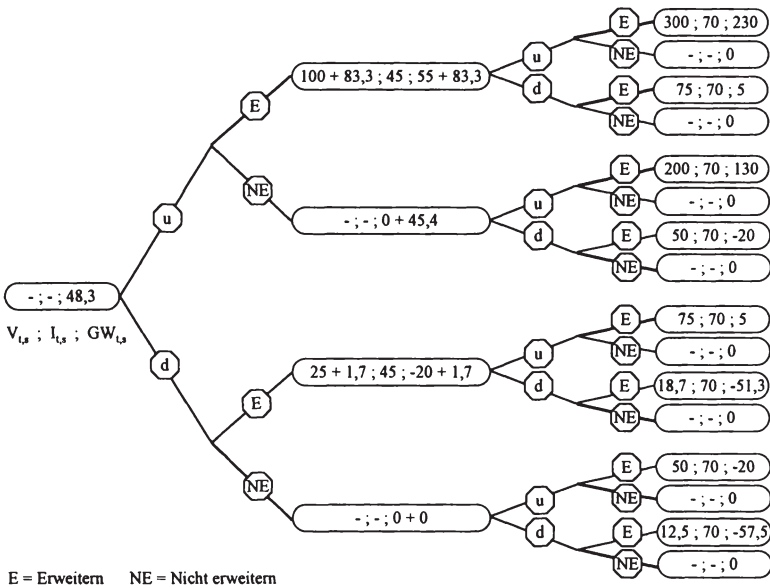 E
300 ; 70 ; 230
u
NE
- ; - ; 0
100 + 83,3 ; 45 ; 55 + 83,3
d
E
75 ; 70 ; 5
E
NE
- ; - ; 0
NE
E
200 ; 70 ; 130
u
u
NE
- ; - ; 0
- ; - ; 0 + 45,4
d
E
50 ; 70 ; -20
NE
- ; - ; 0
- ; - ; 48,3
V t,s ; I t,s ; GW t,s
E
75 ; 70 ; 5
d
u
NE
- ; - ; 0
25 + 1,7 ; 45 ; -20 + 1,7
E
d
E
18,7 ; 70 ; -51,3
NE
- ; - ; 0
NE
E
50 ; 70 ; -20
u
NE
- ; - ; 0
- ; - ; 0 + 0
d
E
12,5 ; 70 ; -57,5
NE
- ; - ; 0
E = Erweitern NE = Nicht erweitern